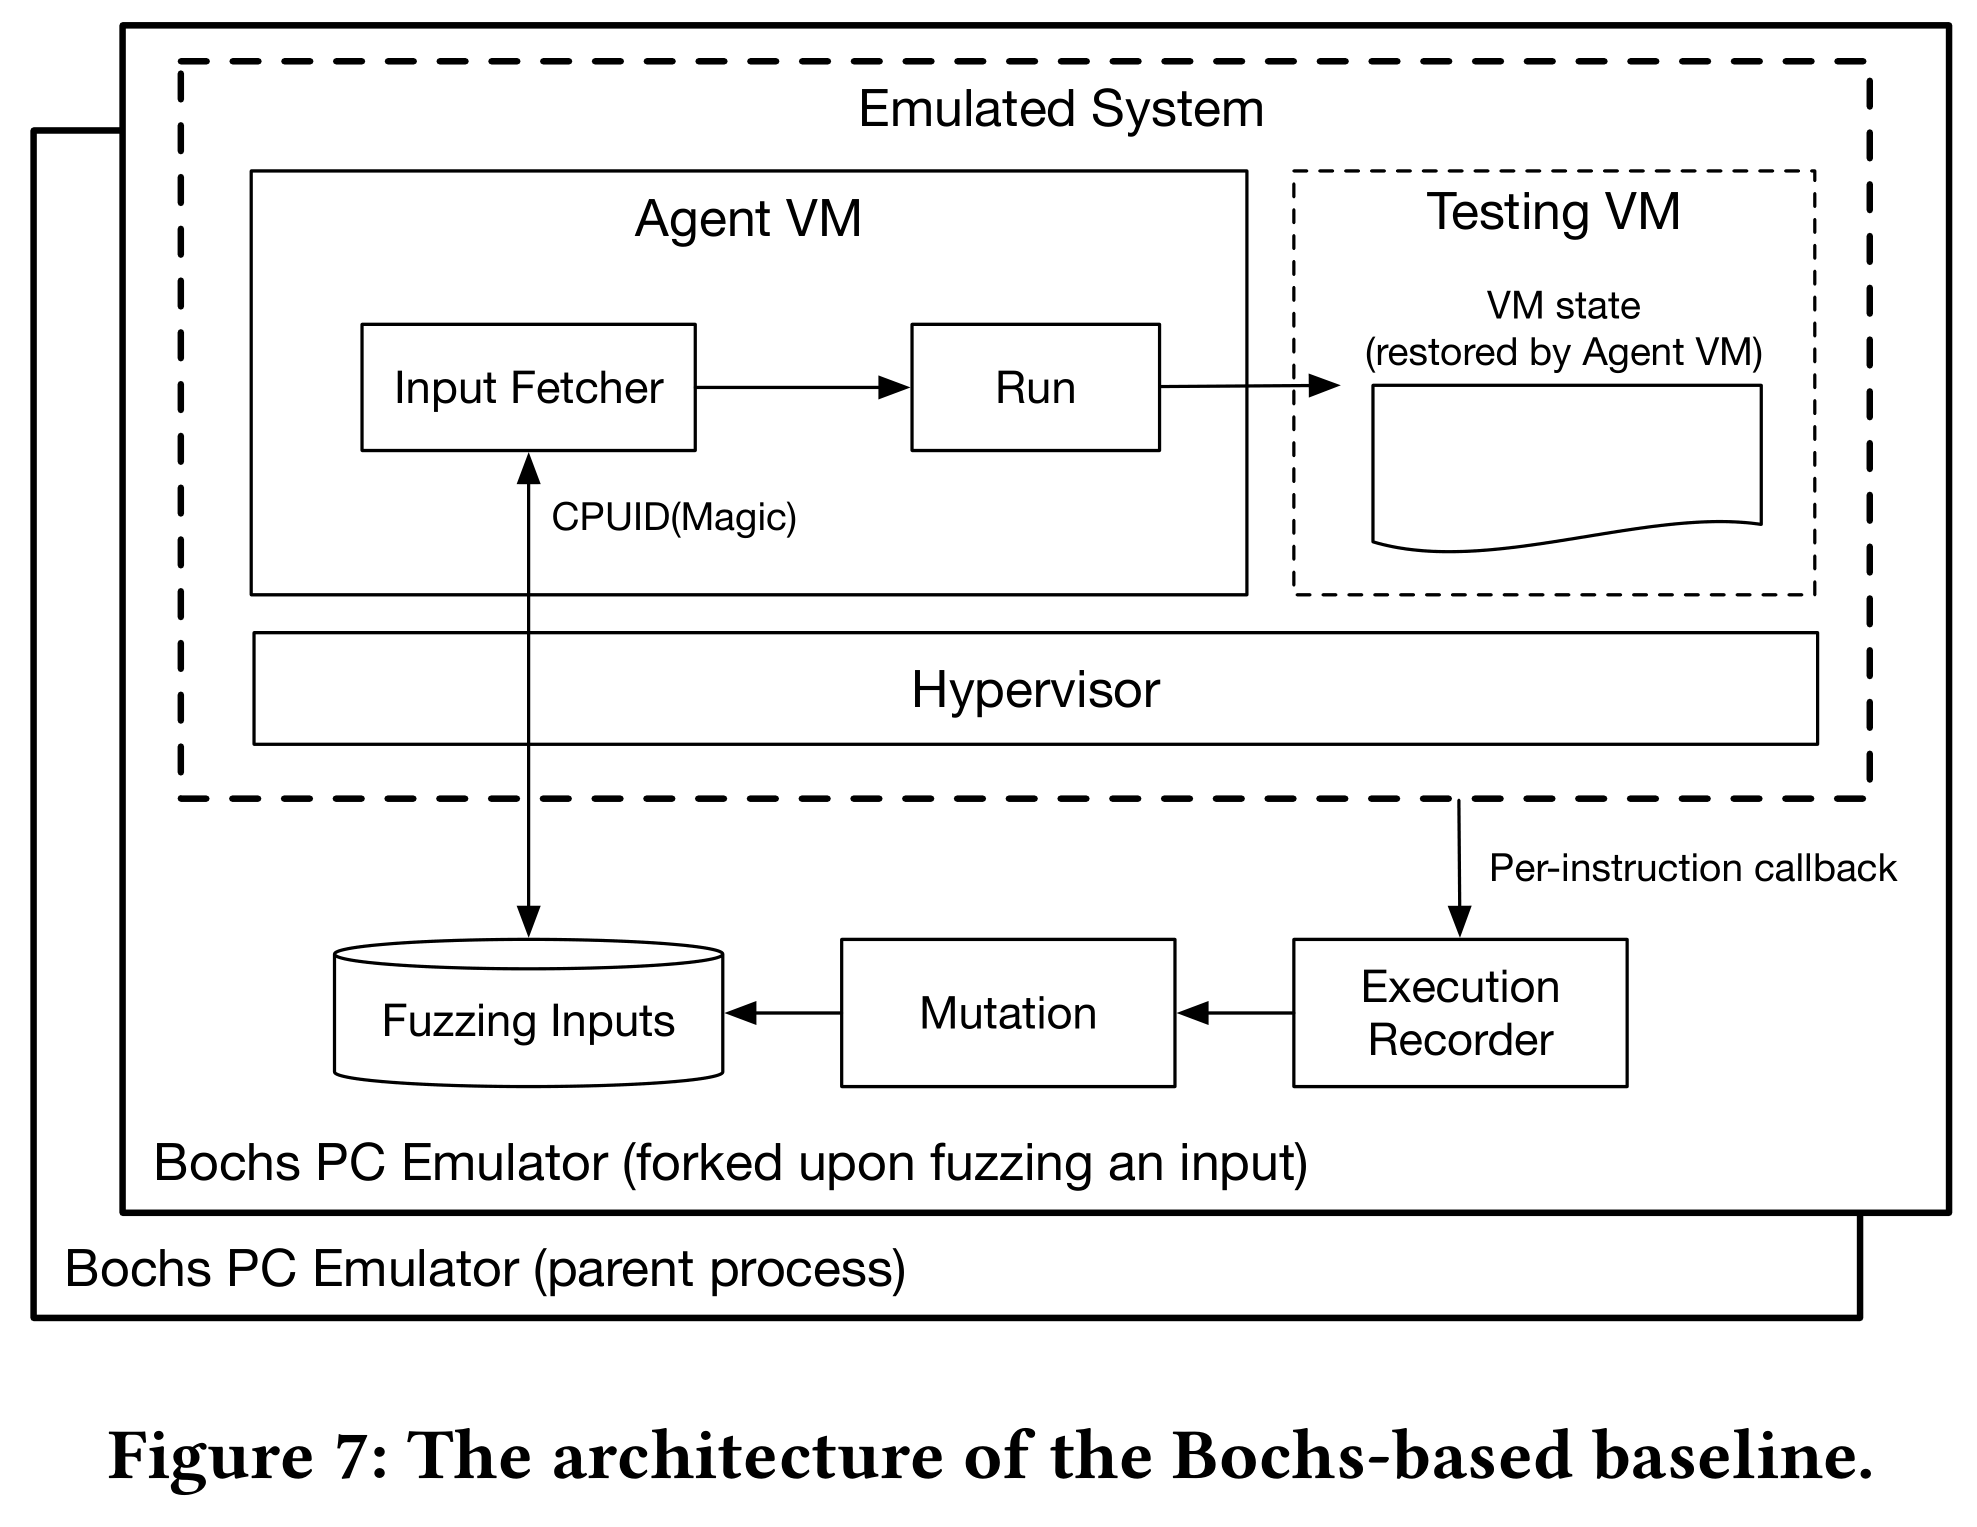 Emulated System
Agent VM
Testing VM
VM state
(restored by Agent VM)
Input Fetcher
Run
CPUID(Magic)
Hypervisor
Per-instruction callback
Fuzzing Inputs
Mutation
Execution
Recorder
Bochs PC Emulator (forked upon fuzzing an input)
Bochs PC Emulator (parent process)
Figure 7: The architecture of the Bochs-based baseline.